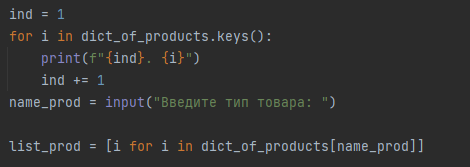 ind = 1
for i in dict_of_products.keys():
    print(f"{ind}. {i}")
    ind += 1
name_prod = input("Введите тип товара: ")

list_prod = [i for i in dict_of_products[name_prod]]